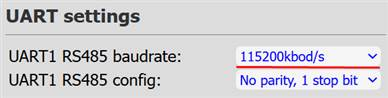 UART settings
UART1 RS485 baudrate: 115200kbod/s
UART1 RS485 config: No parity, 1 stop bit